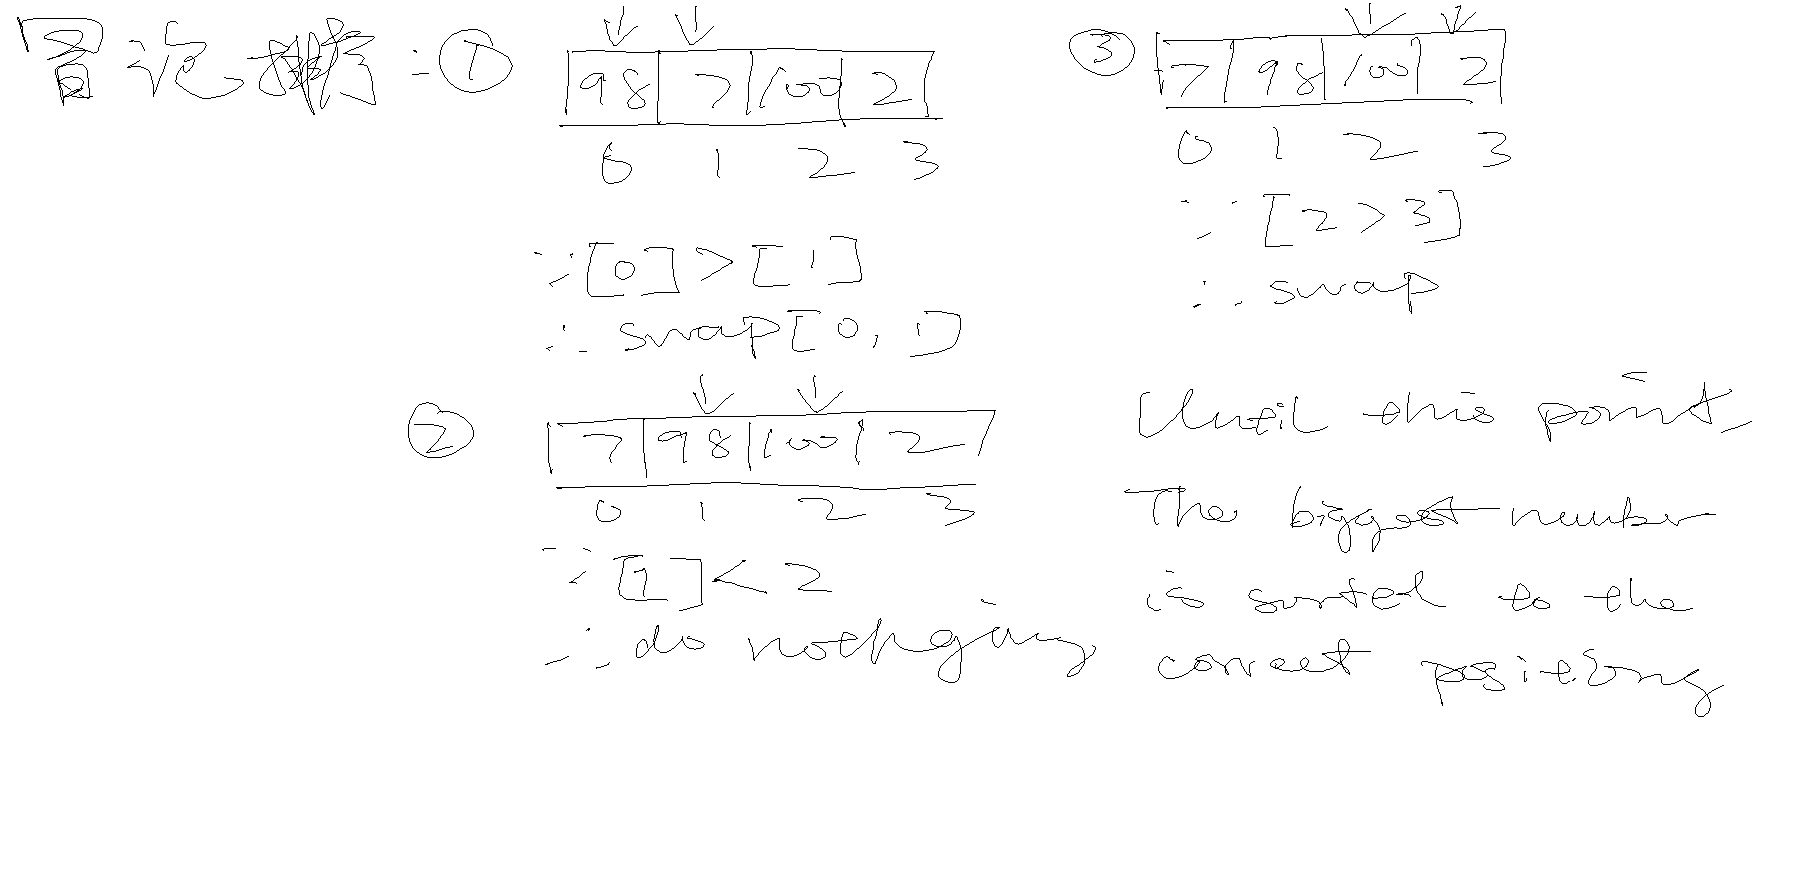 冒泡排序：①
98 7 100 2
0 1 2 3
∵[0]>[1]
∴ swap[0,1]
②
7 98 100 2
0 1 2 3
∵ [1]<2
∴ do nothging
③
7 98 100 2
0 1 2 3
∵ [2>3]
∴ swap
Until this point,
The biggest number
is sorted to the
correct positiong